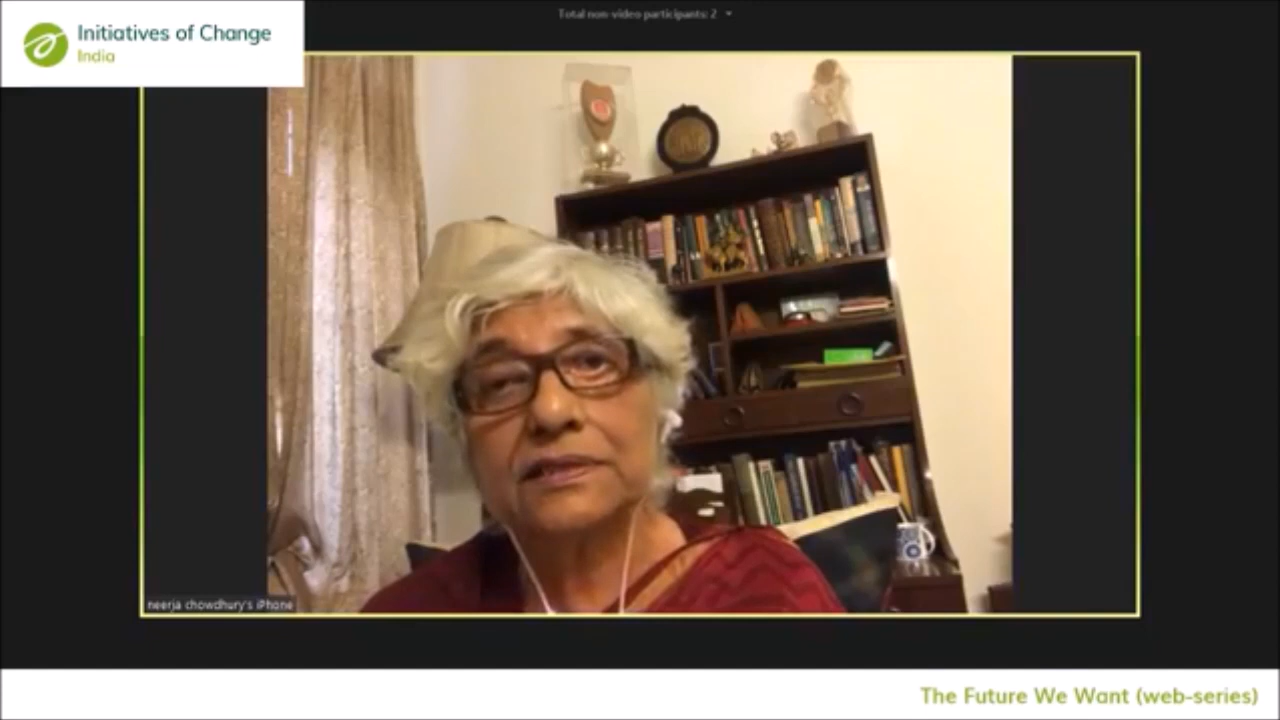 Total non-video participants: 2
Initiatives of Change
India
neerja chowdhury's iPhone
The Future We Want (web-series)